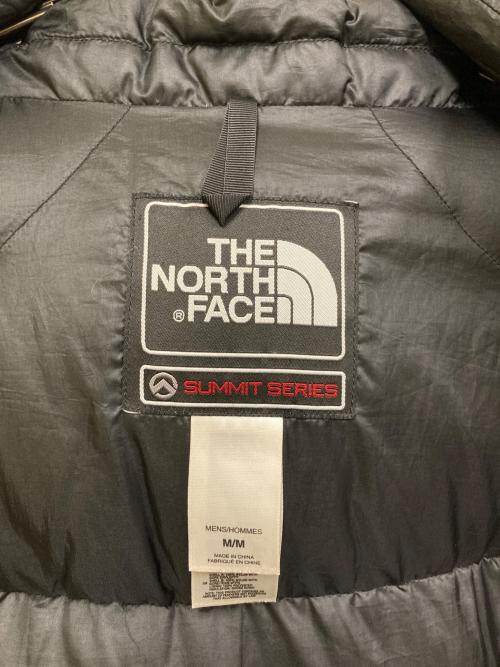 THE
NORTH
® FACE
SUMMIT SERIES
MENS/HOMMES
M/M
MADE IN CHINA
FABRIQUÉ EN CHINE